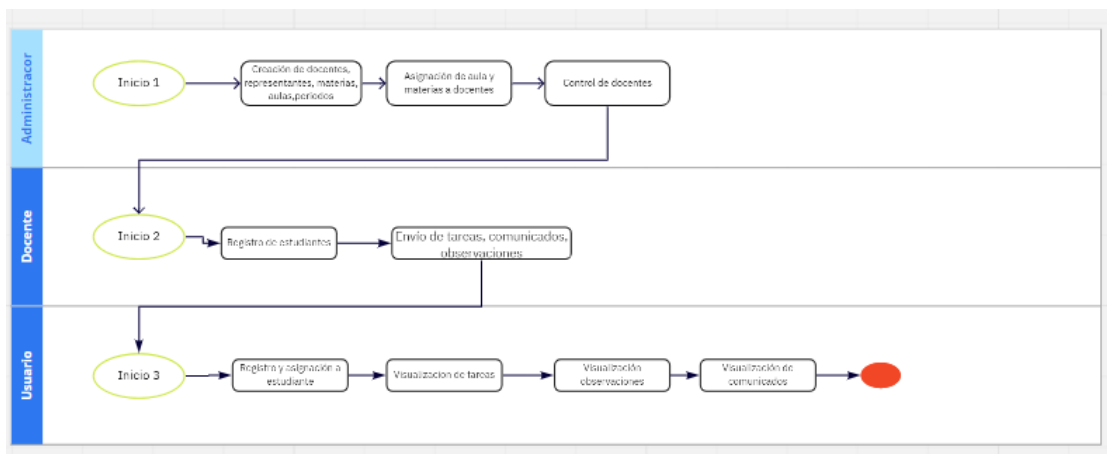 Administracor
Inicio 1
Creación de docentes,
representantes, materias,
aulas,periodos
Asignación de aula y
materias a docentes
Control de docentes
Docente
Inicio 2
Registro de estudiantes
Envío de tareas, comunicados,
observaciones
Usuario
Inicio 3
Registro y asignación a
estudiante
Visualización de tareas
Visualización
observaciones
Visualización de
comunicados